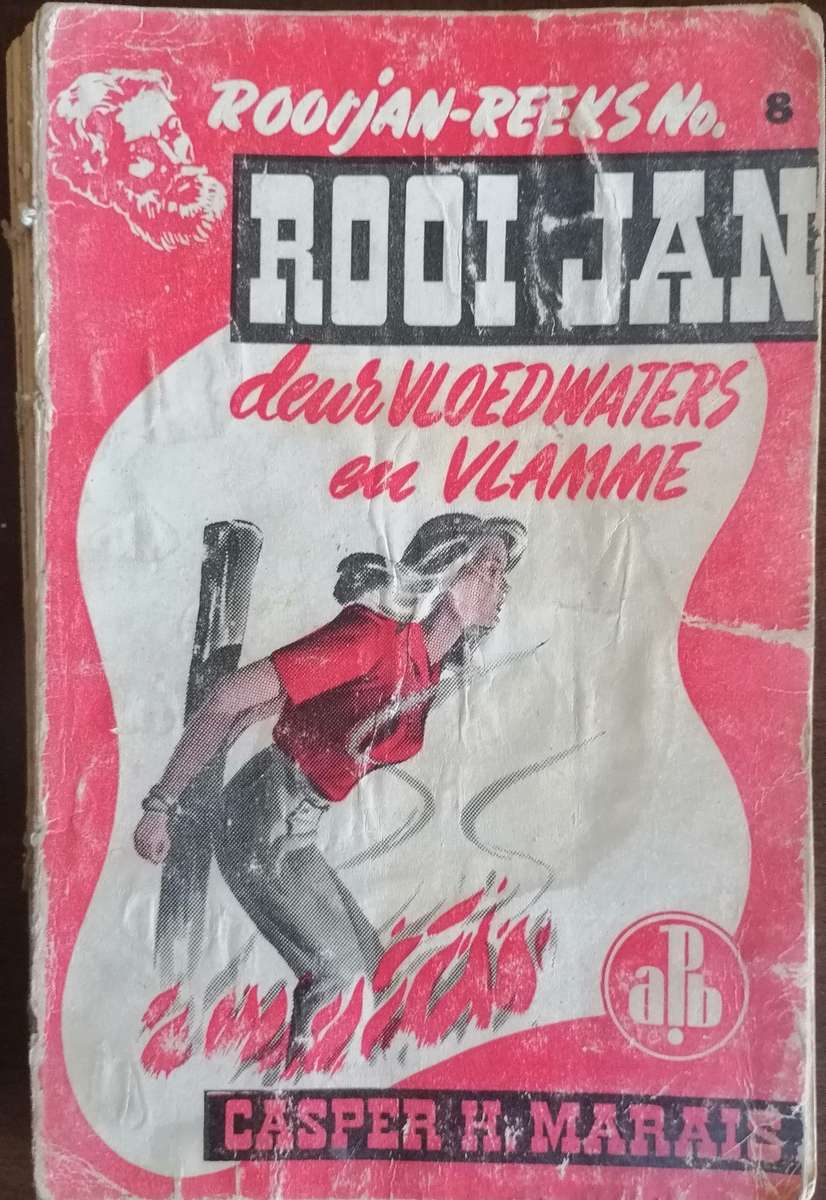 ROOIJAN-REEKS No. 8
ROOI JAN
deur VLOEDWATERS
en VLAMME
aPb
CASPER H. MARAIS